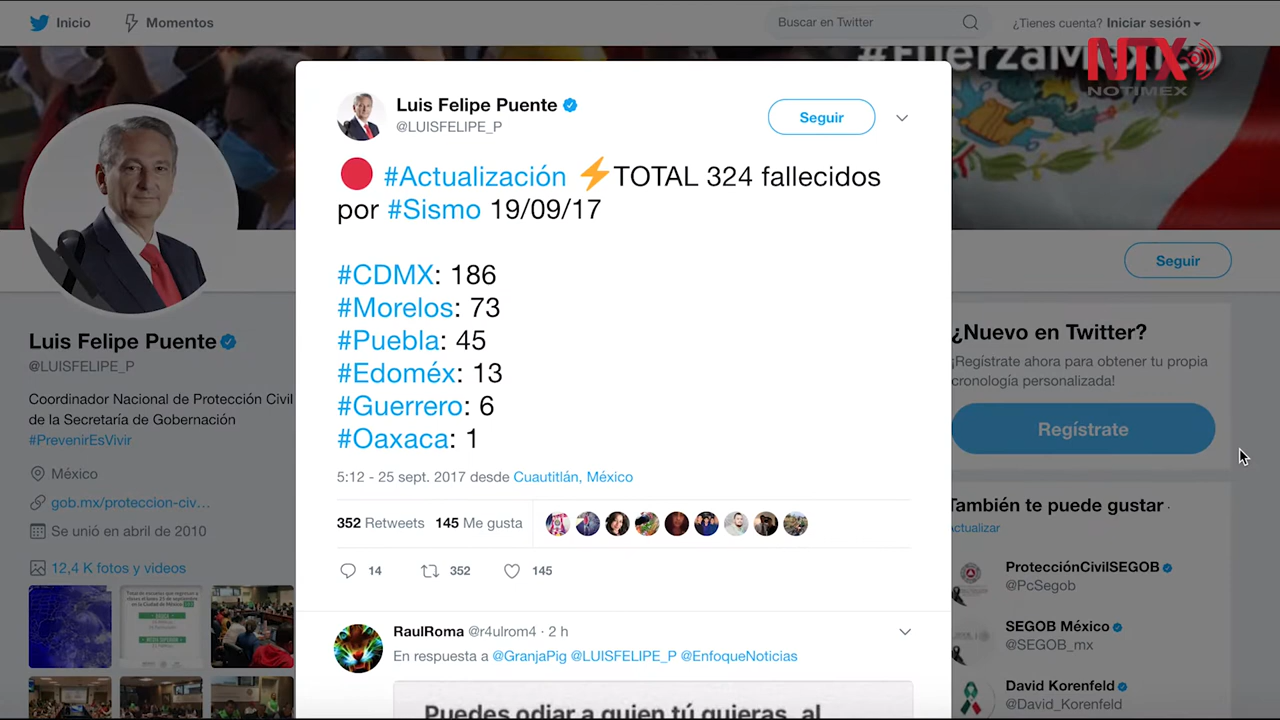 Inicio
Momentos
Buscar en Twitter
¿Tienes cuenta? Iniciar sesión
#FuerzaMéxico
NTX
NOTIMEX
Luis Felipe Puente
@LUISFELIPE_P
Seguir
#Actualización ⚡TOTAL 324 fallecidos
por #Sismo 19/09/17
#CDMX: 186
#Morelos: 73
#Puebla: 45
#Edoméx: 13
#Guerrero: 6
#Oaxaca: 1
5:12 - 25 sept. 2017 desde Cuautitlán, México
352 Retweets 145 Me gusta
14 352 145
RaulRoma @r4ulrom4 · 2 h
En respuesta a @GranjaPig @LUISFELIPE_P @EnfoqueNoticias
Puedes odiar a quien tú quieras, al
Luis Felipe Puente
@LUISFELIPE_P
Coordinador Nacional de Protección Civil
de la Secretaría de Gobernación
#PrevenirEsVivir
México
gob.mx/proteccion-civ...
Se unió en abril de 2010
12,4 K fotos y videos
Seguir
¿Nuevo en Twitter?
¡Regístrate ahora para obtener tu propia
cronología personalizada!
Regístrate
También te puede gustar ·
Actualizar
ProtecciónCivilSEGOB
@PcSegob
SEGOB México
@SEGOB_mx
David Korenfeld
@David_Korenfeld